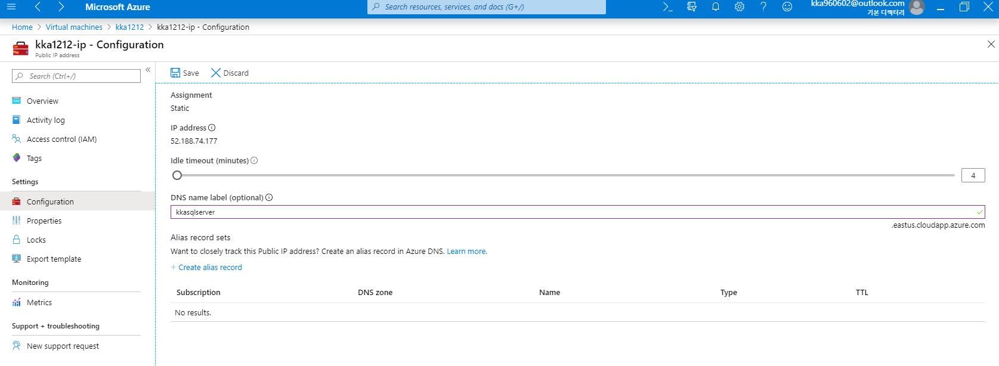 Microsoft Azure
Search resources, services, and docs (G+/)
kka960602@outlook.com
기본 디렉터리
Home > Virtual machines > kka1212 > kka1212-ip - Configuration
kka1212-ip - Configuration
Public IP address
Search (Ctrl+/)
Overview
Activity log
Access control (IAM)
Tags
Settings
Configuration
Properties
Locks
Export template
Monitoring
Metrics
Support + troubleshooting
New support request
Save Discard
Assignment
Static
IP address
52.188.74.177
Idle timeout (minutes)
4
DNS name label (optional)
kkasqlserver
.eastus.cloudapp.azure.com
Alias record sets
Want to closely track this Public IP address? Create an alias record in Azure DNS. Learn more.
+ Create alias record
Subscription DNS zone Name Type TTL
No results.